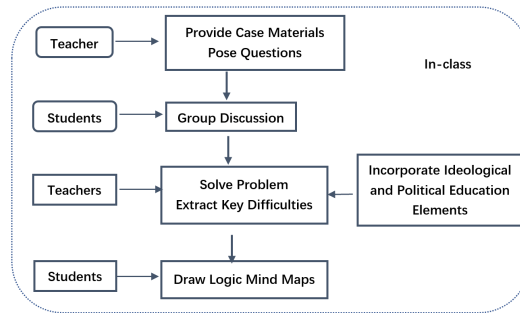 Teacher
Provide Case Materials
Pose Questions
In-class
Students
Group Discussion
Teachers
Solve Problem
Extract Key Difficulties
Incorporate Ideological
and Political Education
Elements
Students
Draw Logic Mind Maps